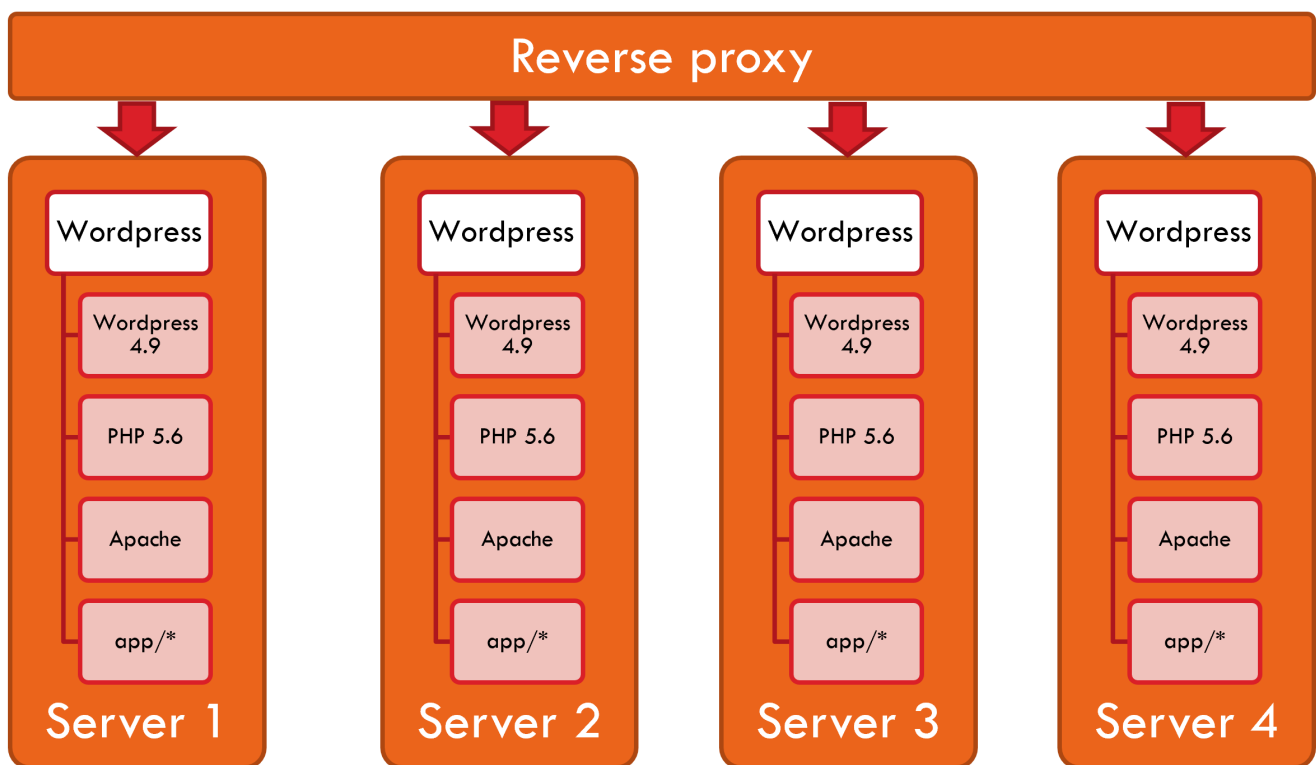 Reverse proxy
Wordpress
Wordpress
4.9
PHP 5.6
Apache
app/*
Server 1
Wordpress
Wordpress
4.9
PHP 5.6
Apache
app/*
Server 2
Wordpress
Wordpress
4.9
PHP 5.6
Apache
app/*
Server 3
Wordpress
Wordpress
4.9
PHP 5.6
Apache
app/*
Server 4